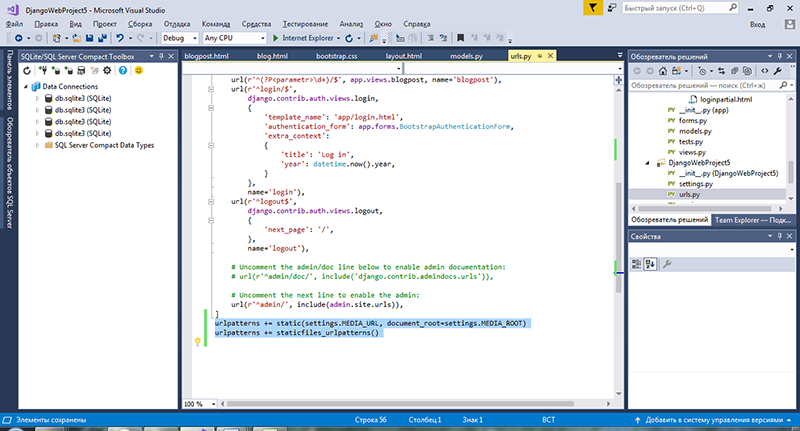 DjangoWebProject5 - Microsoft Visual Studio
Быстрый запуск (Ctrl+Q)
Файл Правка Вид Проект Сборка Отладка Команда Сервис Тест Анализ Окно Справка
Вход
Debug Any CPU Web Server (Internet Explorer)
Панель элементов
Обозреватель объектов SQL Server
SQLite/SQL Server Compact Toolbox
Data Connections
db.sqlite3 (SQLite)
db.sqlite3 (SQLite)
db.sqlite3 (SQLite)
db.sqlite3 (SQLite)
SQL Server Compact Data Types
blogpost.html blog.html bootstrap.css layout.html models.py urls.py
url(r'^(?P<parametr>\d+)/$', app.views.blogpost, name='blogpost'),
url(r'^login/$',
django.contrib.auth.views.login,
{
'template_name': 'app/login.html',
'authentication_form': app.forms.BootstrapAuthenticationForm,
'extra_context':
{
'title': 'Log in',
'year': datetime.now().year,
}
},
name='login'),
url(r'^logout$',
django.contrib.auth.views.logout,
{
'next_page': '/',
},
name='logout'),
# Uncomment the admin/doc line below to enable admin documentation:
# url(r'^admin/doc/', include('django.contrib.admindocs.urls')),
# Uncomment the next line to enable the admin:
url(r'^admin/', include(admin.site.urls)),
]
urlpatterns += static(settings.MEDIA_URL, document_root=settings.MEDIA_ROOT)
urlpatterns += staticfiles_urlpatterns()
100 %
Обозреватель решений
Обозреватель решений — поиск (Ctrl+ж)
loginpartial.html
__init__.py (app)
forms.py
models.py
tests.py
views.py
DjangoWebProject5
__init__.py (DjangoWebProject5)
settings.py
urls.py
Обозреватель решений Team Explorer — Подк...
Свойства
Элементы сохранены Строка 56 Столбец 1 Знак 1 ВСТ Добавить в систему управления версиями